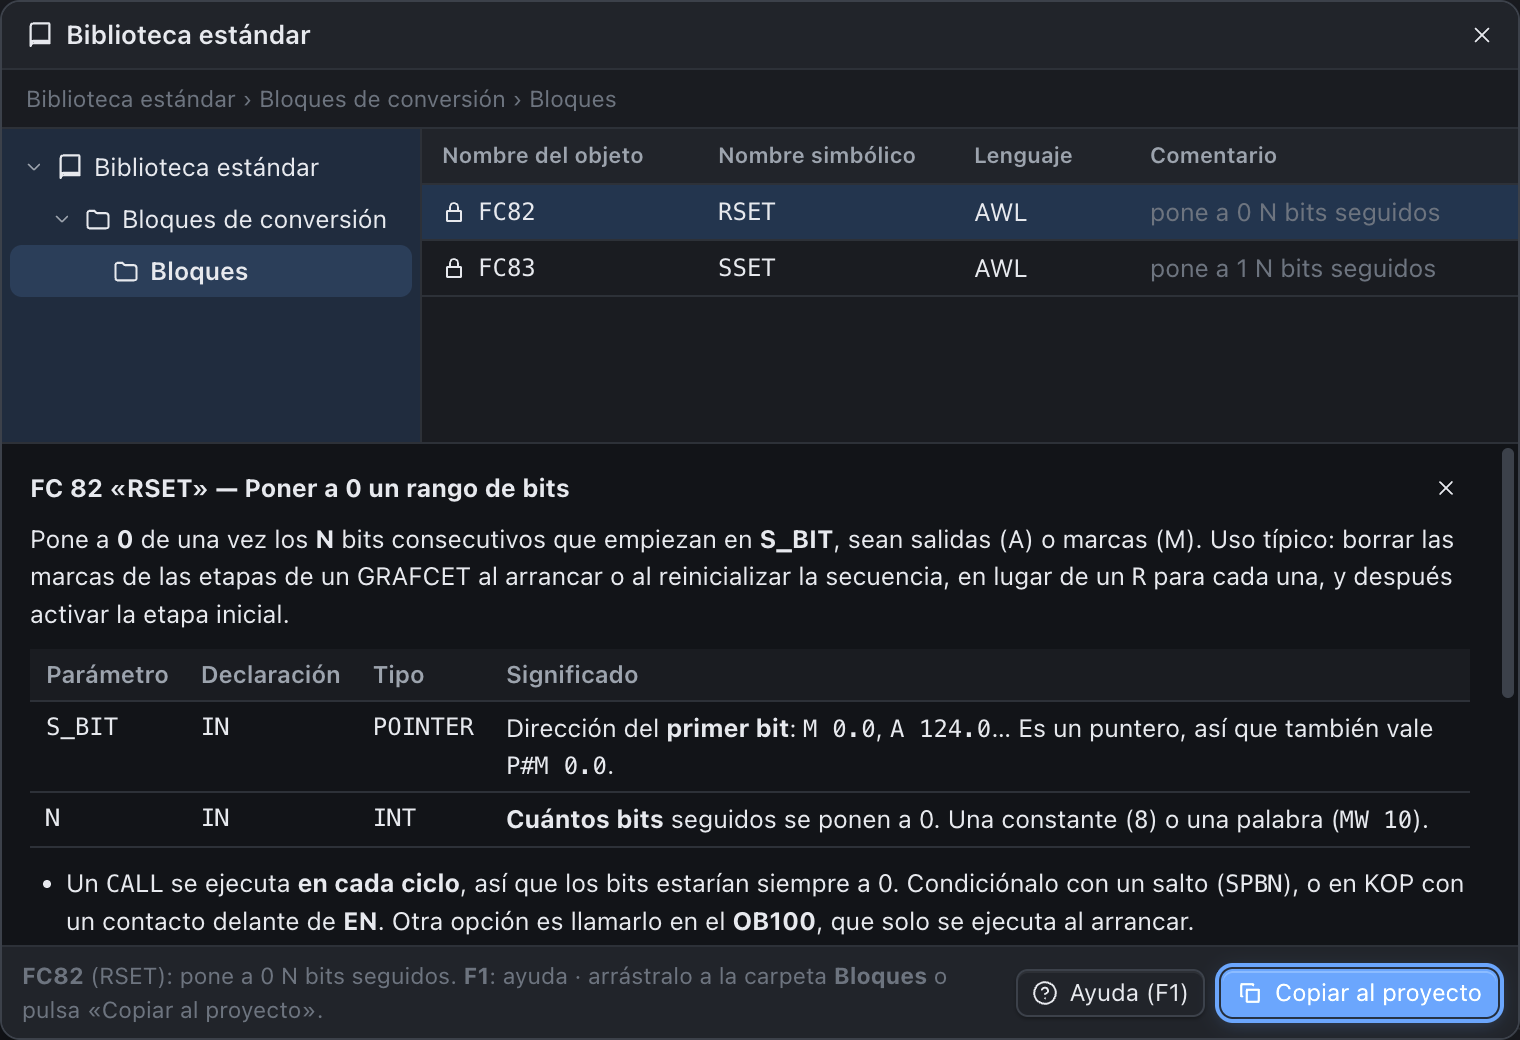 Biblioteca estándar
Biblioteca estándar › Bloques de conversión › Bloques
Biblioteca estándar
Bloques de conversión
Bloques
Nombre del objeto Nombre simbólico Lenguaje Comentario
FC82 RSET AWL pone a 0 N bits seguidos
FC83 SSET AWL pone a 1 N bits seguidos
FC 82 «RSET» — Poner a 0 un rango de bits
Pone a 0 de una vez los N bits consecutivos que empiezan en S_BIT, sean salidas (A) o marcas (M). Uso típico: borrar las
marcas de las etapas de un GRAFCET al arrancar o al reinicializar la secuencia, en lugar de un R para cada una, y después
activar la etapa inicial.
Parámetro Declaración Tipo Significado
S_BIT IN POINTER Dirección del primer bit: M 0.0, A 124.0… Es un puntero, así que también vale
P#M 0.0.
N IN INT Cuántos bits seguidos se ponen a 0. Una constante (8) o una palabra (MW 10).
• Un CALL se ejecuta en cada ciclo, así que los bits estarían siempre a 0. Condiciónalo con un salto (SPBN), o en KOP con
un contacto delante de EN. Otra opción es llamarlo en el OB100, que solo se ejecuta al arrancar.
FC82 (RSET): pone a 0 N bits seguidos. F1: ayuda · arrástralo a la carpeta Bloques o
pulsa «Copiar al proyecto».
Ayuda (F1)
Copiar al proyecto